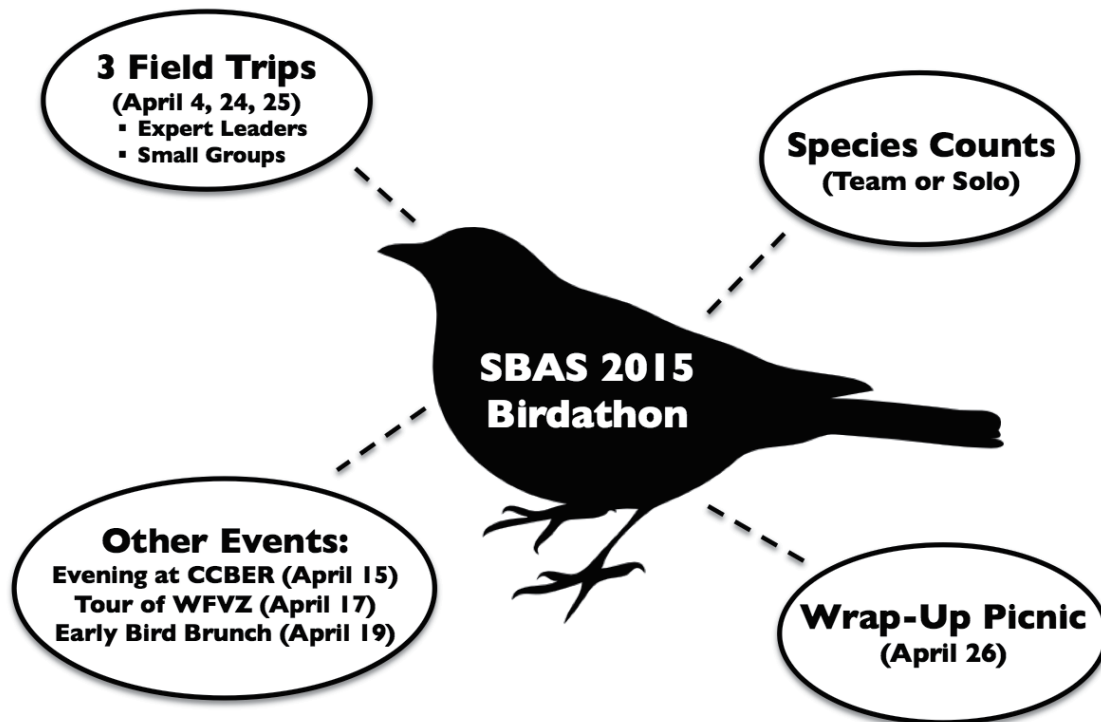 3 Field Trips
(April 4, 24, 25)
▪ Expert Leaders
▪ Small Groups
Species Counts
(Team or Solo)
SBAS 2015
Birdathon
Other Events:
Evening at CCBER (April 15)
Tour of WFVZ (April 17)
Early Bird Brunch (April 19)
Wrap-Up Picnic
(April 26)